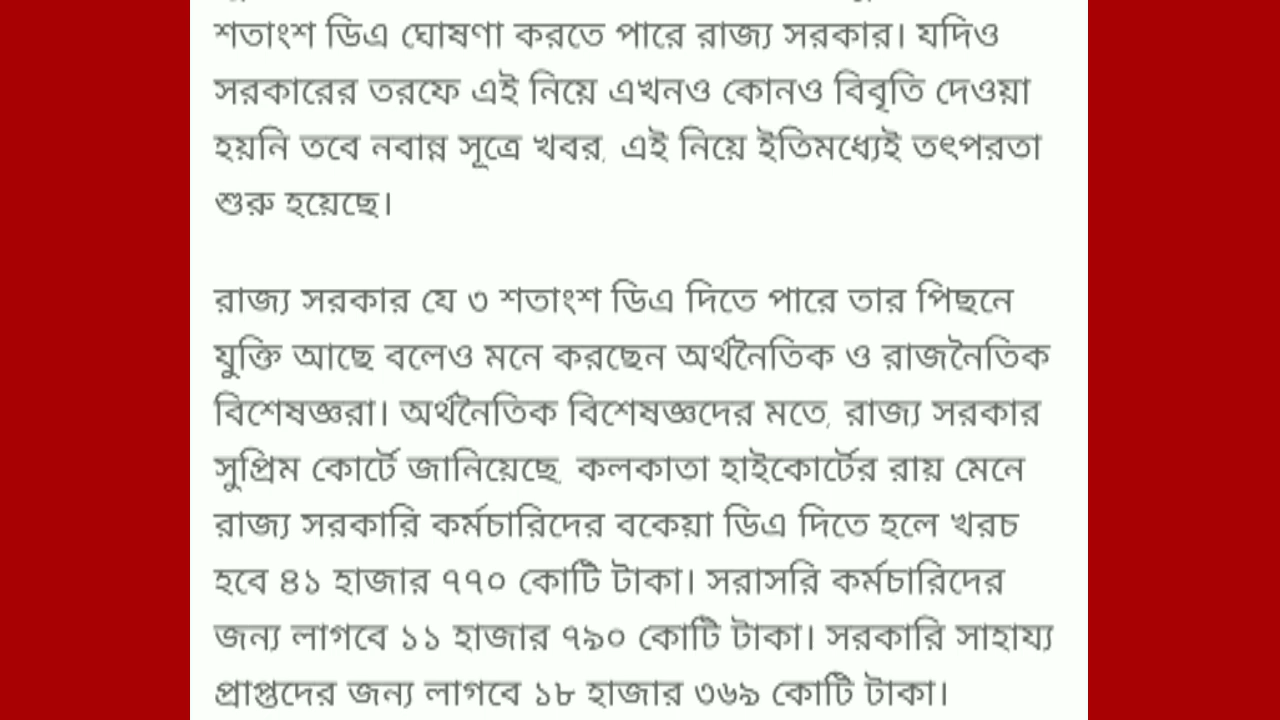 শতাংশ ডিএ ঘোষণা করতে পারে রাজ্য সরকার। যদিও
সরকারের তরফে এই নিয়ে এখনও কোনও বিবৃতি দেওয়া
হয়নি তবে নবান্ন সূত্রে খবর, এই নিয়ে ইতিমধ্যেই তৎপরতা
শুরু হয়েছে।
রাজ্য সরকার যে ৩ শতাংশ ডিএ দিতে পারে তার পিছনে
যুক্তি আছে বলেও মনে করছেন অর্থনৈতিক ও রাজনৈতিক
বিশেষজ্ঞরা। অর্থনৈতিক বিশেষজ্ঞদের মতে, রাজ্য সরকার
সুপ্রিম কোর্টে জানিয়েছে, কলকাতা হাইকোর্টের রায় মেনে
রাজ্য সরকারি কর্মচারিদের বকেয়া ডিএ দিতে হলে খরচ
হবে ৪১ হাজার ৭৭০ কোটি টাকা। সরাসরি কর্মচারিদের
জন্য লাগবে ১১ হাজার ৭৯০ কোটি টাকা। সরকারি সাহায্য
প্রাপ্তদের জন্য লাগবে ১৮ হাজার ৩৬৯ কোটি টাকা।